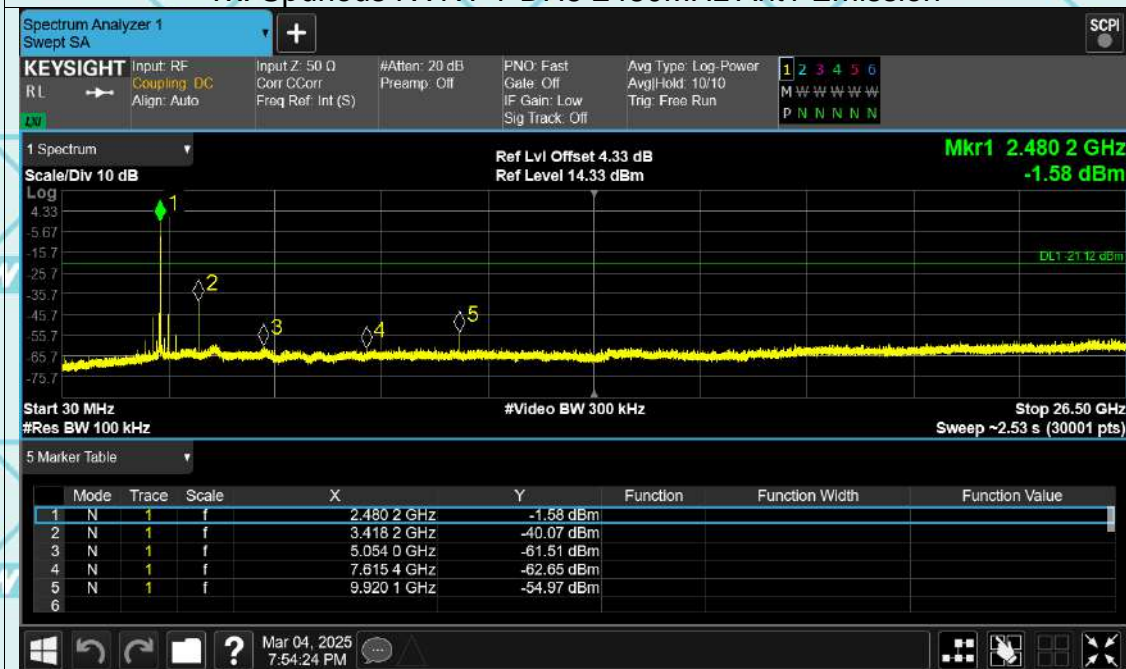 Spectrum Analyzer 1
Swept SA
+
SCPI
KEYSIGHT
RL
LXI
Input: RF
Coupling: DC
Align: Auto
Input Z: 50 Ω
Corr CCorr
Freq Ref: Int (S)
#Atten: 20 dB
Preamp: Off
PNO: Fast
Gate: Off
IF Gain: Low
Sig Track: Off
Avg Type: Log-Power
Avg|Hold: 10/10
Trig: Free Run
1 2 3 4 5 6
M W W W W W
P N N N N N
1 Spectrum
Scale/Div 10 dB
Ref Lvl Offset 4.33 dB
Ref Level 14.33 dBm
Mkr1 2.480 2 GHz
-1.58 dBm
Log
4.33
-5.67
-15.7
-25.7
-35.7
-45.7
-55.7
-65.7
-75.7
1
2
3
4
5
DL1 -21.12 dBm
Start 30 MHz
#Res BW 100 kHz
#Video BW 300 kHz
Stop 26.50 GHz
Sweep ~2.53 s (30001 pts)
5 Marker Table
Mode Trace Scale X Y Function Function Width Function Value
1 N 1 f 2.480 2 GHz -1.58 dBm
2 N 1 f 3.418 2 GHz -40.07 dBm
3 N 1 f 5.054 0 GHz -61.51 dBm
4 N 1 f 7.615 4 GHz -62.65 dBm
5 N 1 f 9.920 1 GHz -54.97 dBm
6
?
Mar 04, 2025
7:54:24 PM